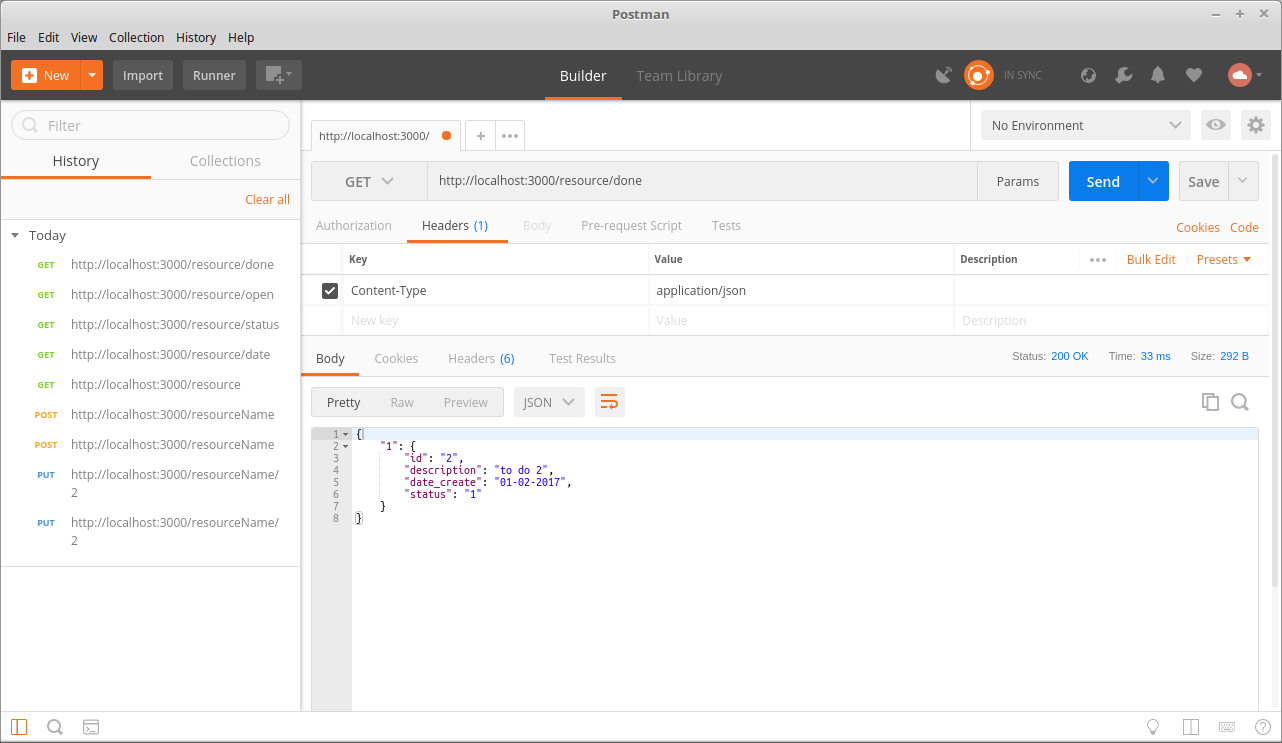 Postman
File Edit View Collection History Help
New Import Runner Builder Team Library IN SYNC
Filter
History Collections
Clear all
Today
GET http://localhost:3000/resource/done
GET http://localhost:3000/resource/open
GET http://localhost:3000/resource/status
GET http://localhost:3000/resource/date
GET http://localhost:3000/resource
POST http://localhost:3000/resourceName
POST http://localhost:3000/resourceName
PUT http://localhost:3000/resourceName/
2
PUT http://localhost:3000/resourceName/
2
http://localhost:3000/ + •••
No Environment
GET http://localhost:3000/resource/done Params Send Save
Authorization Headers (1) Body Pre-request Script Tests Cookies Code
Key Value Description ••• Bulk Edit Presets
Content-Type application/json
New key Value Description
Body Cookies Headers (6) Test Results Status: 200 OK Time: 33 ms Size: 292 B
Pretty Raw Preview JSON
1 {
2 "1": {
3 "id": "2",
4 "description": "to do 2",
5 "date_create": "01-02-2017",
6 "status": "1"
7 }
8 }